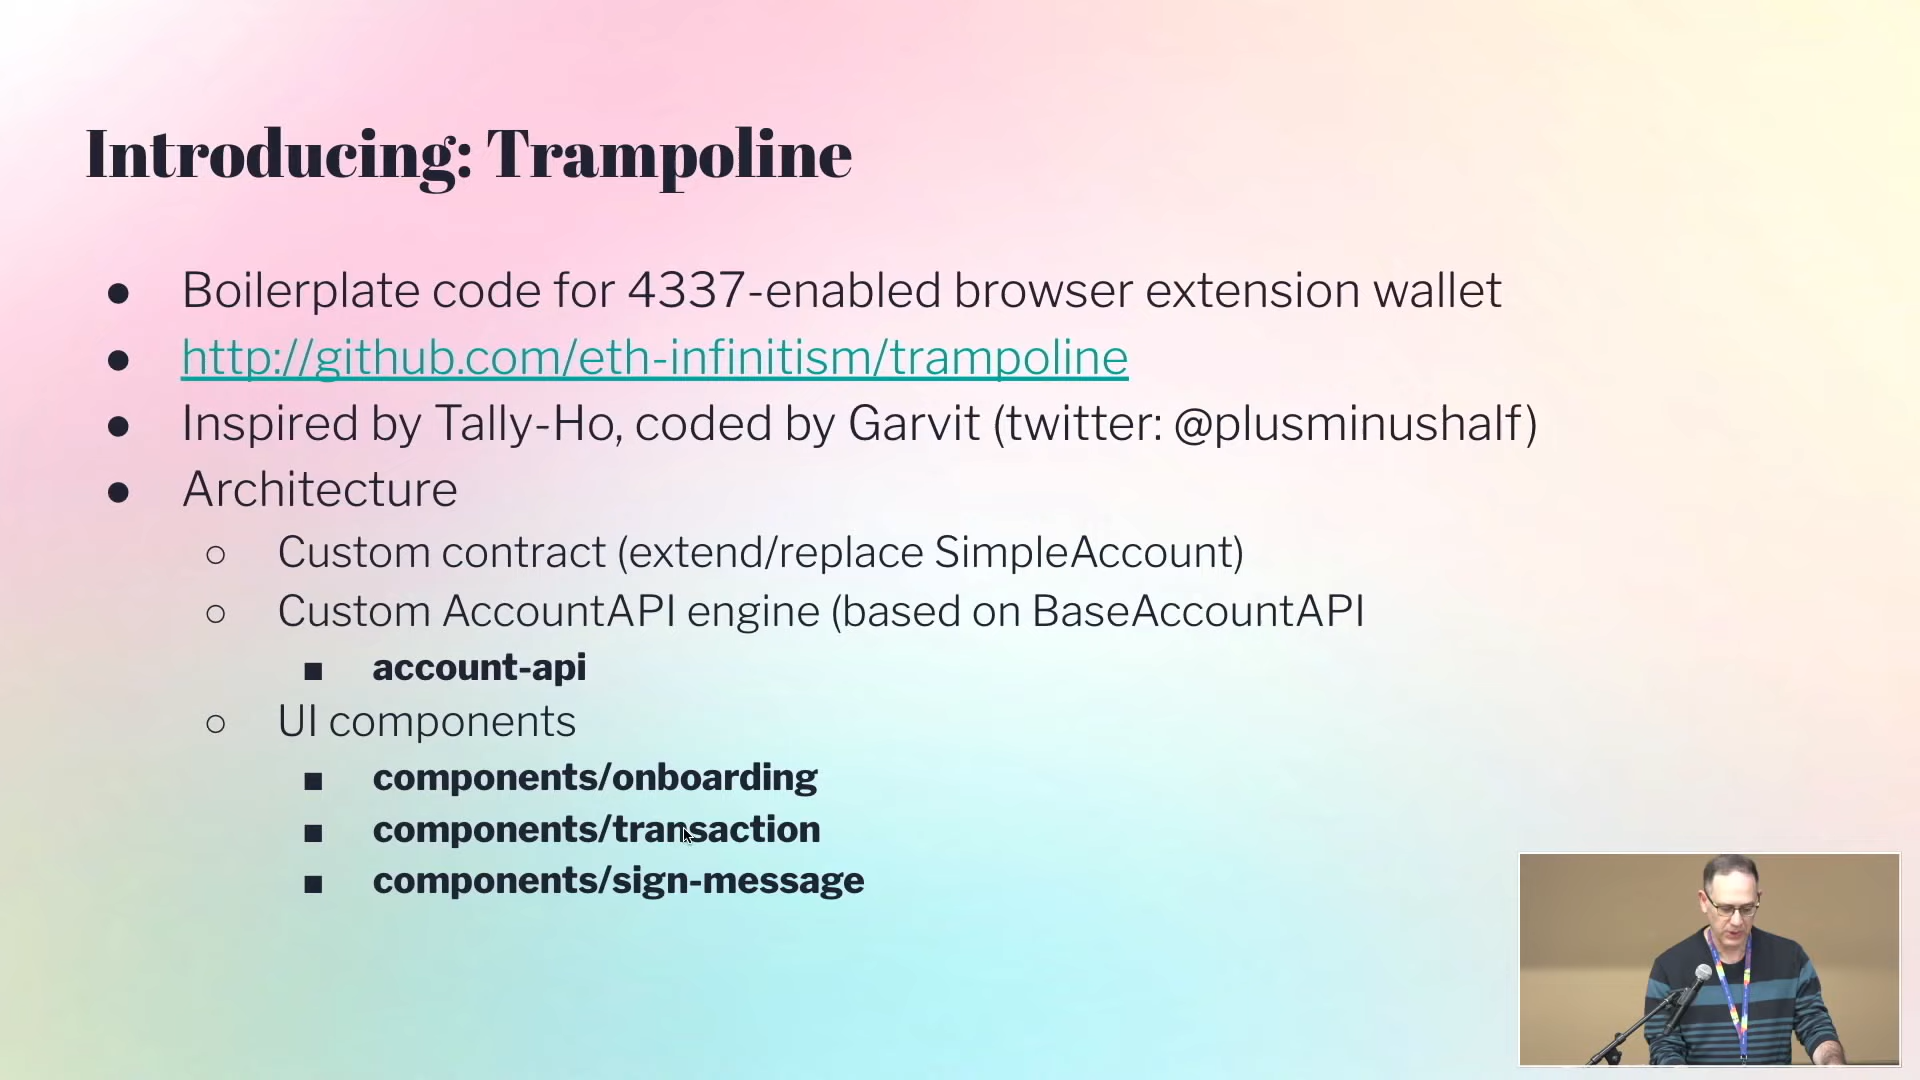 Introducing: Trampoline
● Boilerplate code for 4337-enabled browser extension wallet
● http://github.com/eth-infinitism/trampoline
● Inspired by Tally-Ho, coded by Garvit (twitter: @plusminushalf)
● Architecture
○ Custom contract (extend/replace SimpleAccount)
○ Custom AccountAPI engine (based on BaseAccountAPI
■ account-api
○ UI components
■ components/onboarding
■ components/transaction
■ components/sign-message